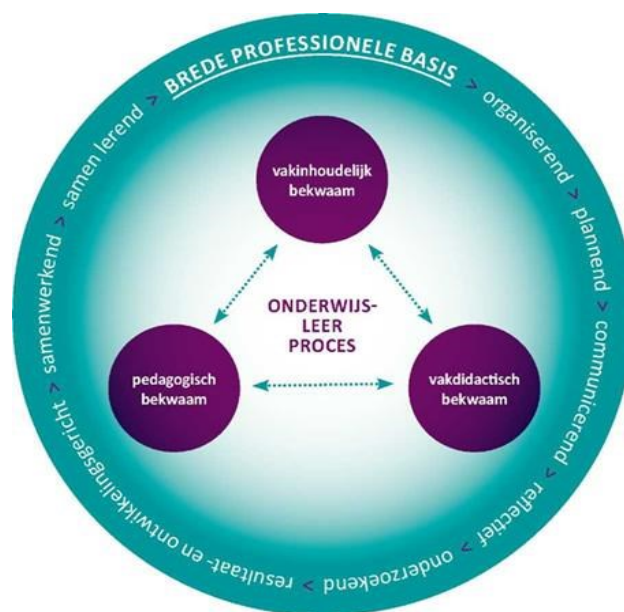 BREDE PROFESSIONELE BASIS > organiserend > plannend > communicerend > reflectief > onderzoekend > resultaat- en ontwikkelingsgericht > samenwerkend > samen lerend >
vakinhoudelijk
bekwaam
ONDERWIJS-
LEER
PROCES
pedagogisch
bekwaam
vakdidactisch
bekwaam